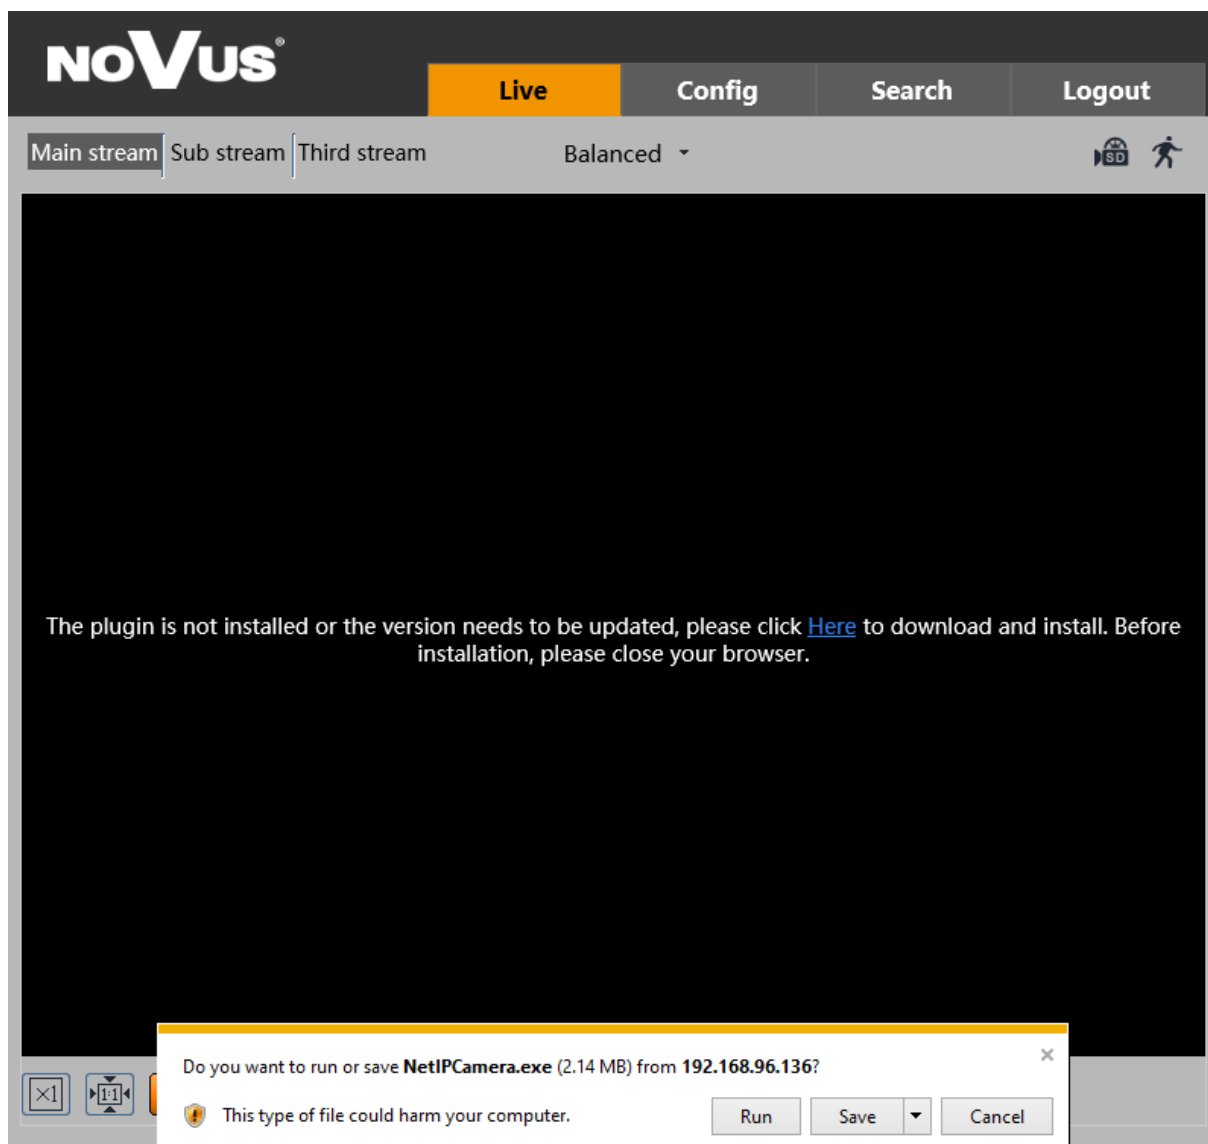 NOVUS®
Live Config Search Logout
Main stream Sub stream Third stream Balanced
SD
The plugin is not installed or the version needs to be updated, please click Here to download and install. Before
installation, please close your browser.
Do you want to run or save NetIPCamera.exe (2.14 MB) from 192.168.96.136?
×1 1:1
This type of file could harm your computer. Run Save Cancel